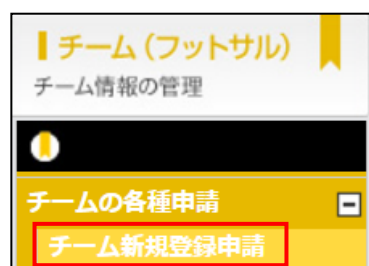 チーム（フットサル）
チーム情報の管理
チームの各種申請
チーム新規登録申請